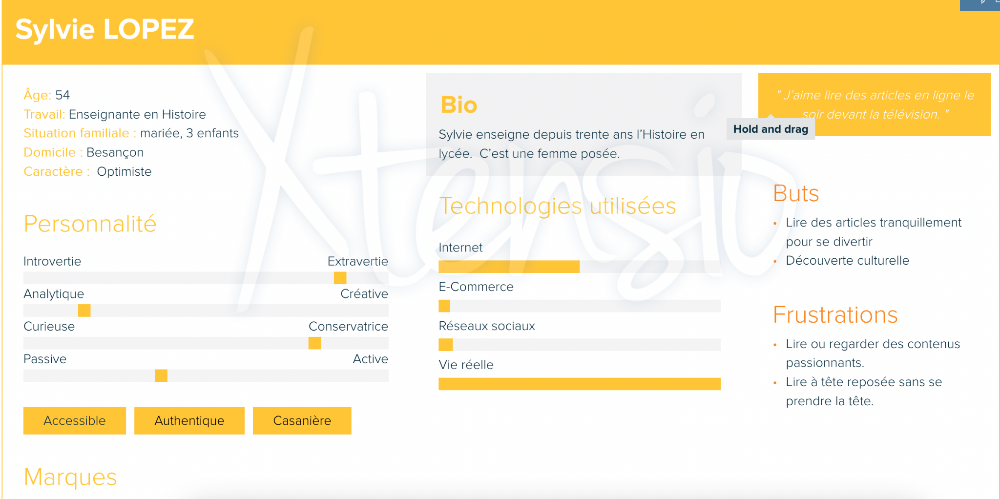 Sylvie LOPEZ
Âge: 54
Travail: Enseignante en Histoire
Situation familiale : mariée, 3 enfants
Domicile : Besançon
Caractère : Optimiste
Personnalité
Introvertie Extravertie
Analytique Créative
Curieuse Conservatrice
Passive Active
Accessible Authentique Casanière
Marques
Bio
Sylvie enseigne depuis trente ans l’Histoire en
lycée. C’est une femme posée.
Technologies utilisées
Internet
E-Commerce
Réseaux sociaux
Vie réelle
" J’aime lire des articles en ligne le
soir devant la télévision. "
Hold and drag
Buts
• Lire des articles tranquillement
pour se divertir
• Découverte culturelle
Frustrations
• Lire ou regarder des contenus
passionnants.
• Lire à tête reposée sans se
prendre la tête.
Xtensio